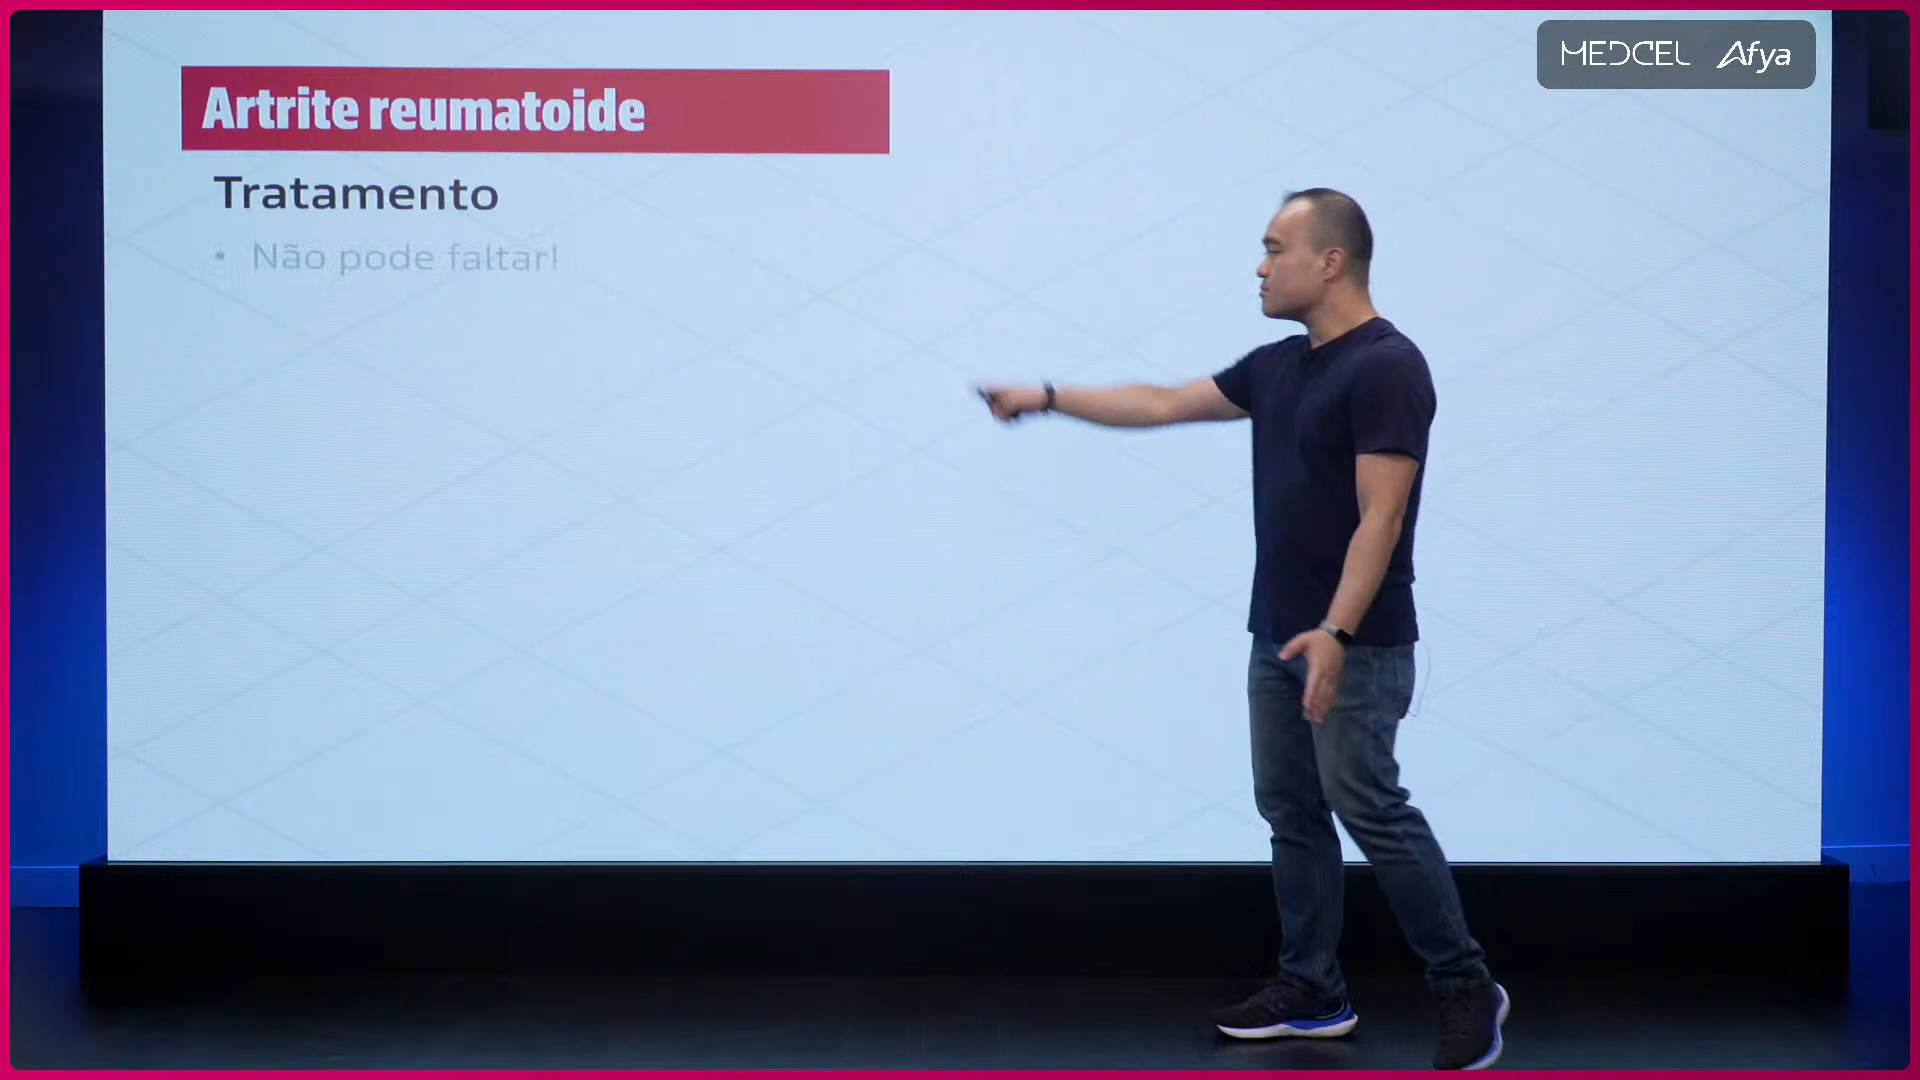 MEDCEL Afya
Artrite reumatoide
Tratamento
• Não pode faltar!